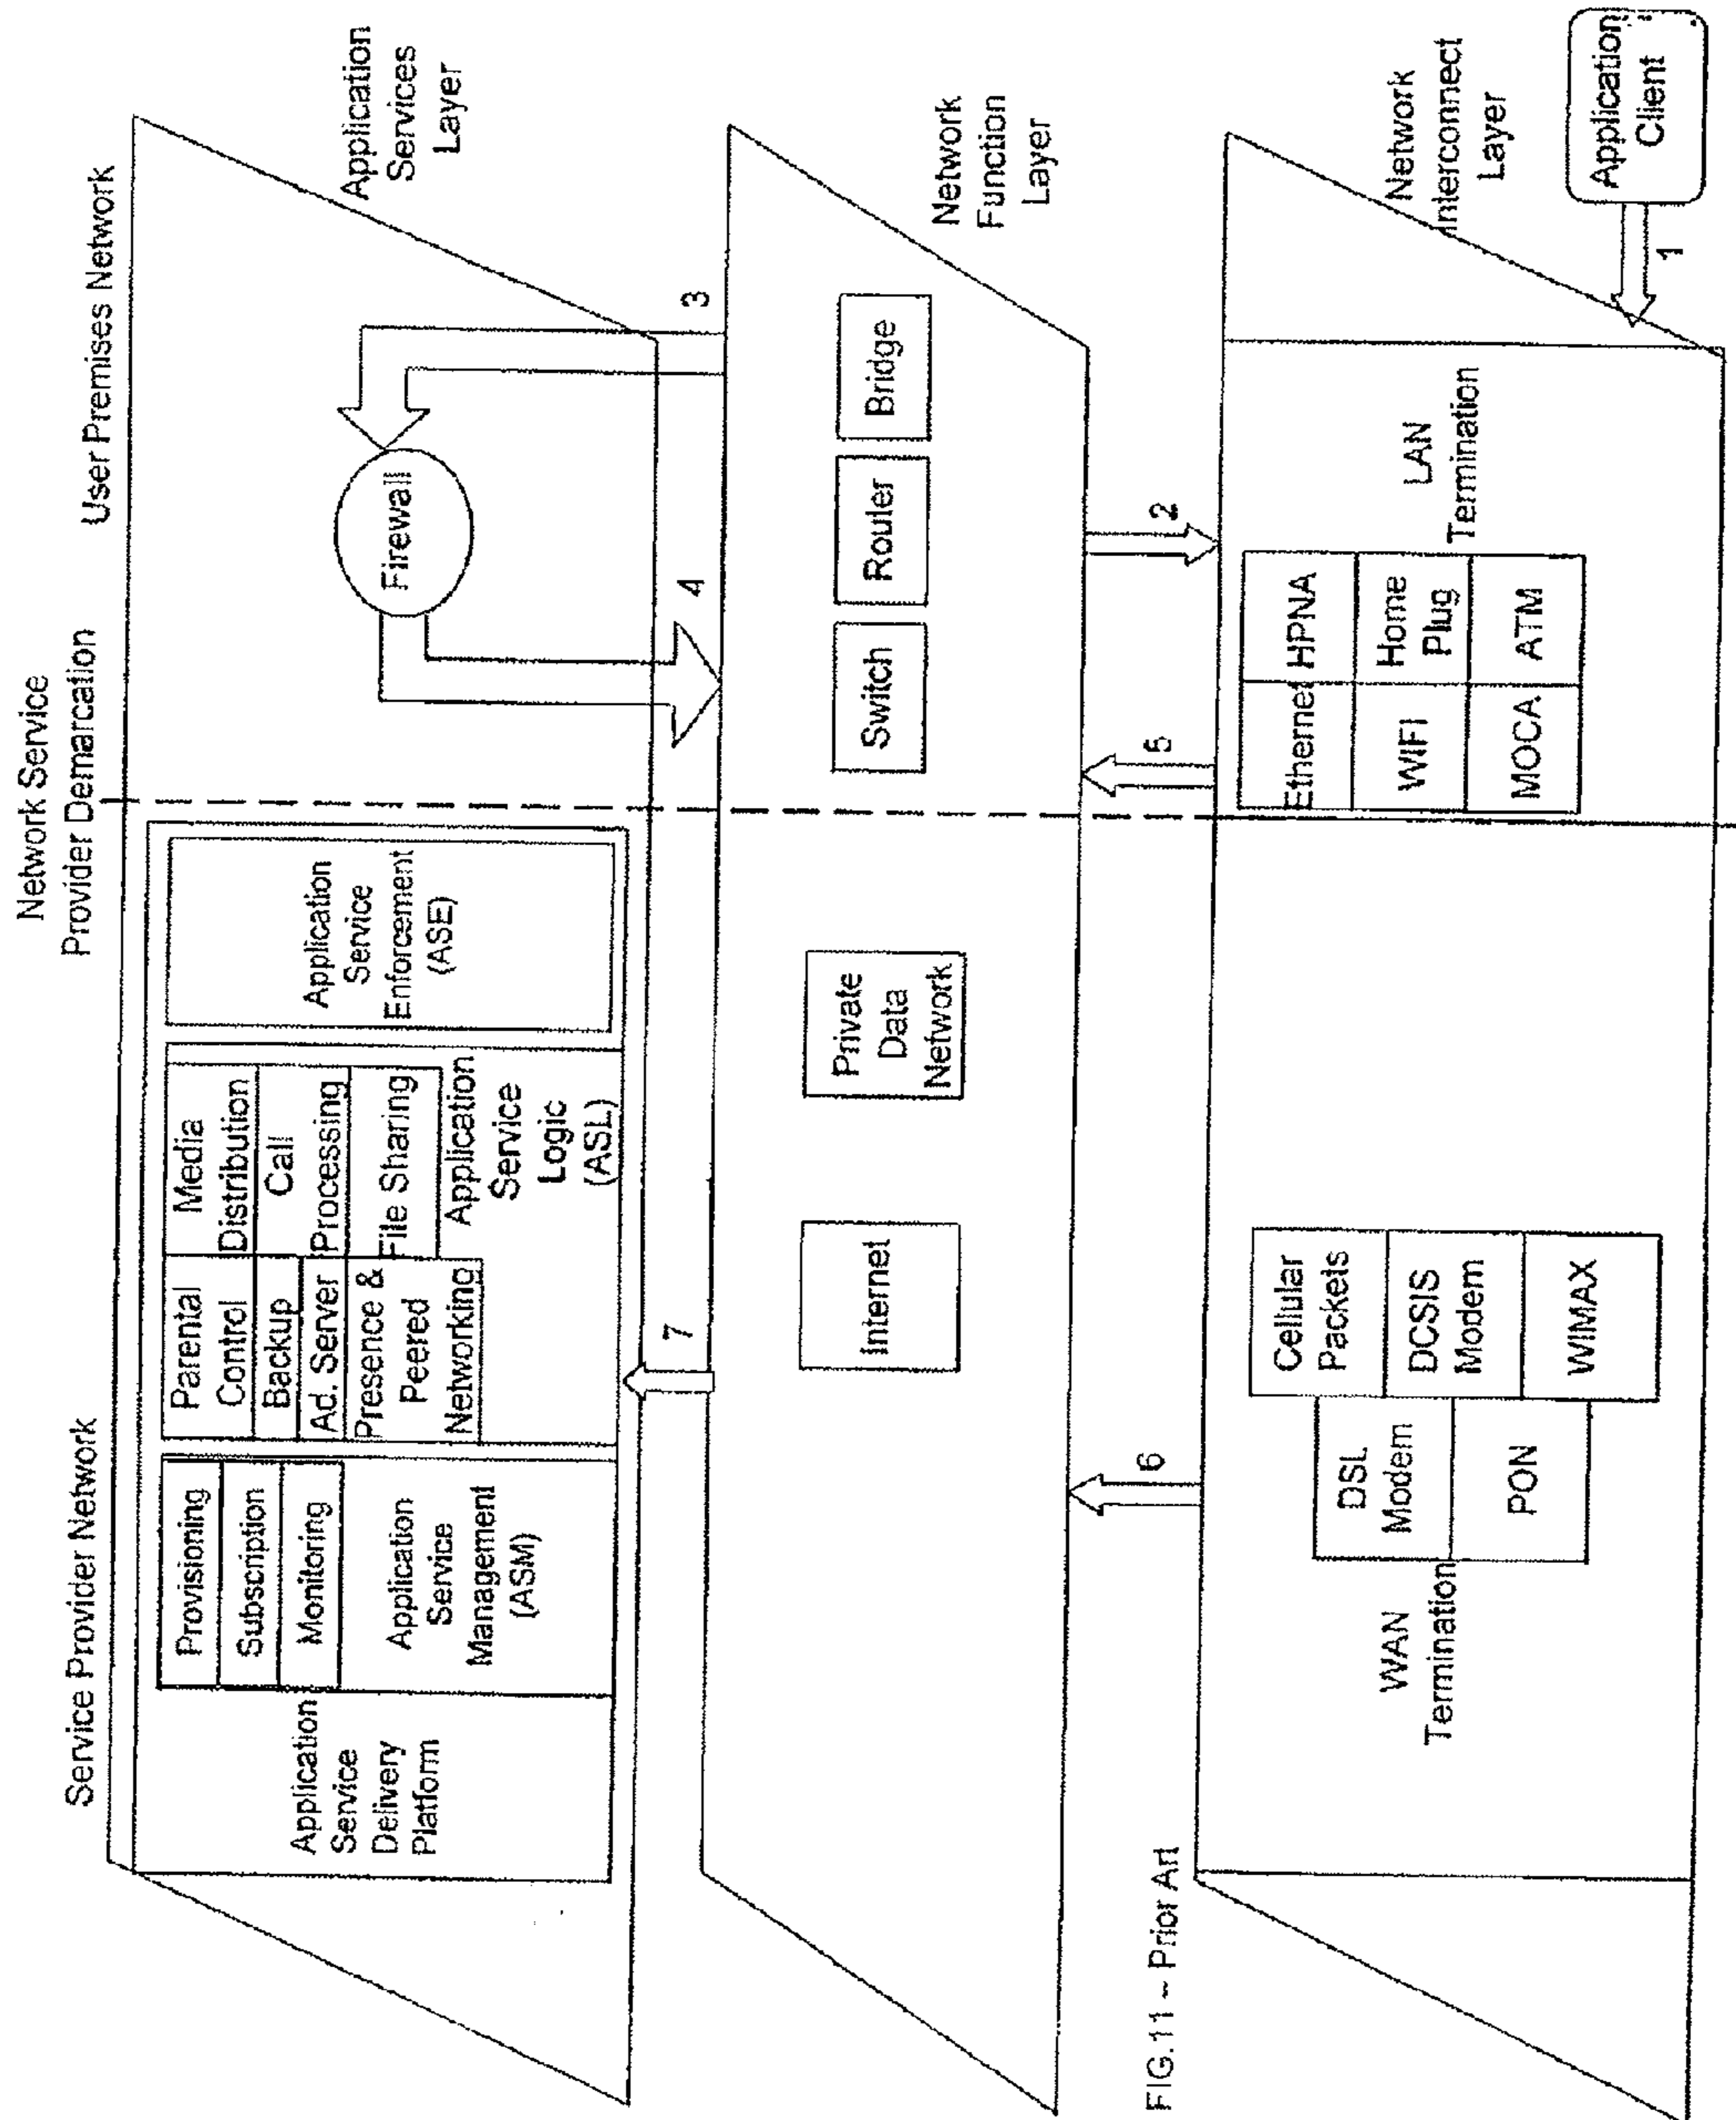 Network Service
Provider Demarcation
Service Provider Network
User Premises Network
Application
Services
Layer
Provisioning
Subscription
Monitoring
Application
Service
Management
(ASM)
Application
Service
Delivery
Platform
Parental
Control
Backup
Ad. Server
Presence &
Peered
Networking
Media
Distribution
Call
Processing
File Sharing
Application
Service
Logic
(ASL)
Application
Service
Enforcement
(ASE)
Firewall
3
4
7
Network
Function
Layer
Internet
Private
Data
Network
Switch
Router
Bridge
6
5
2
FIG. 11 - Prior Art
Network
Interconnect
Layer
WAN
Termination
DSL
Modem
PON
Cellular
Packets
DCSIS
Modem
WIMAX
Ethernet
HPNA
WIFI
Home
Plug
MOCA
ATM
LAN
Termination
1
Application
Client